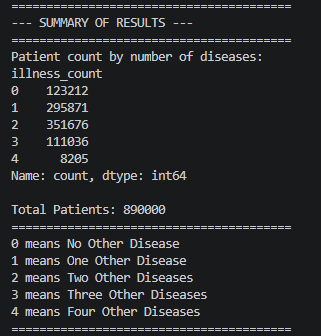 ========================================
--- SUMMARY OF RESULTS ---
========================================
Patient count by number of diseases:
illness_count
0    123212
1    295871
2    351676
3    111036
4      8205
Name: count, dtype: int64

Total Patients: 890000
========================================
0 means No Other Disease
1 means One Other Disease
2 means Two Other Diseases
3 means Three Other Diseases
4 means Four Other Diseases
========================================